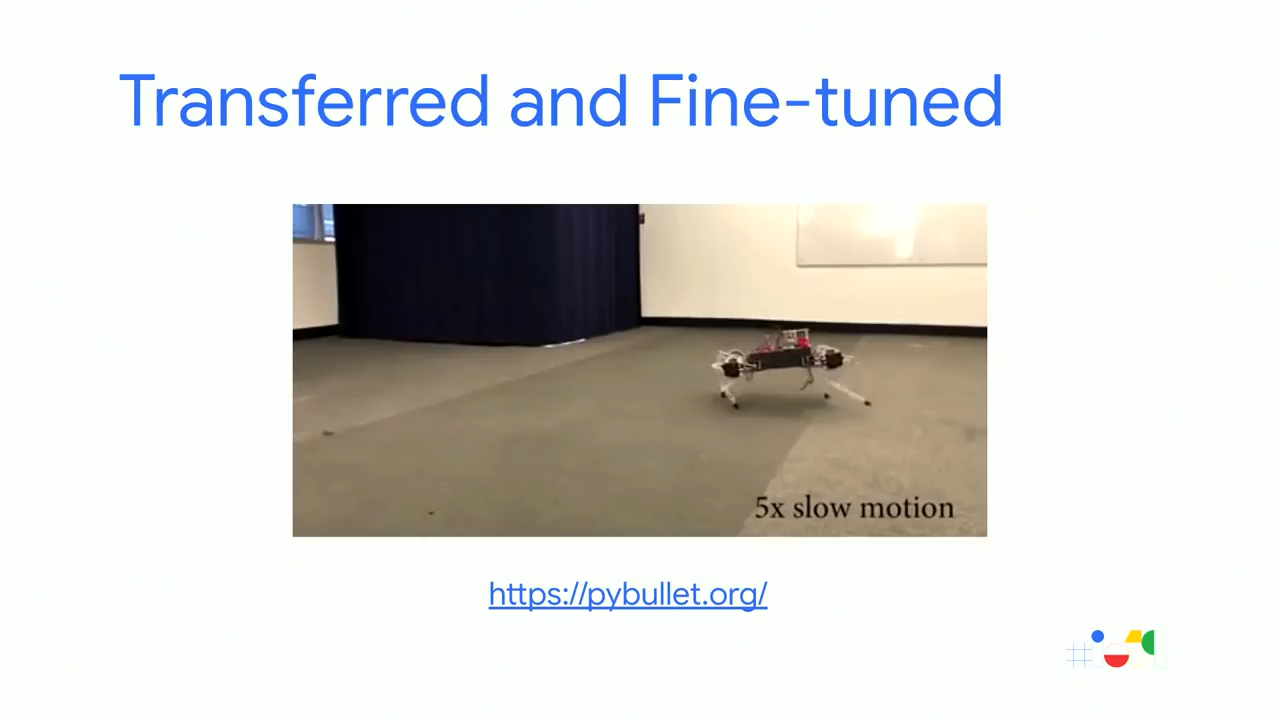 Transferred and Fine-tuned
5x slow motion
https://pybullet.org/